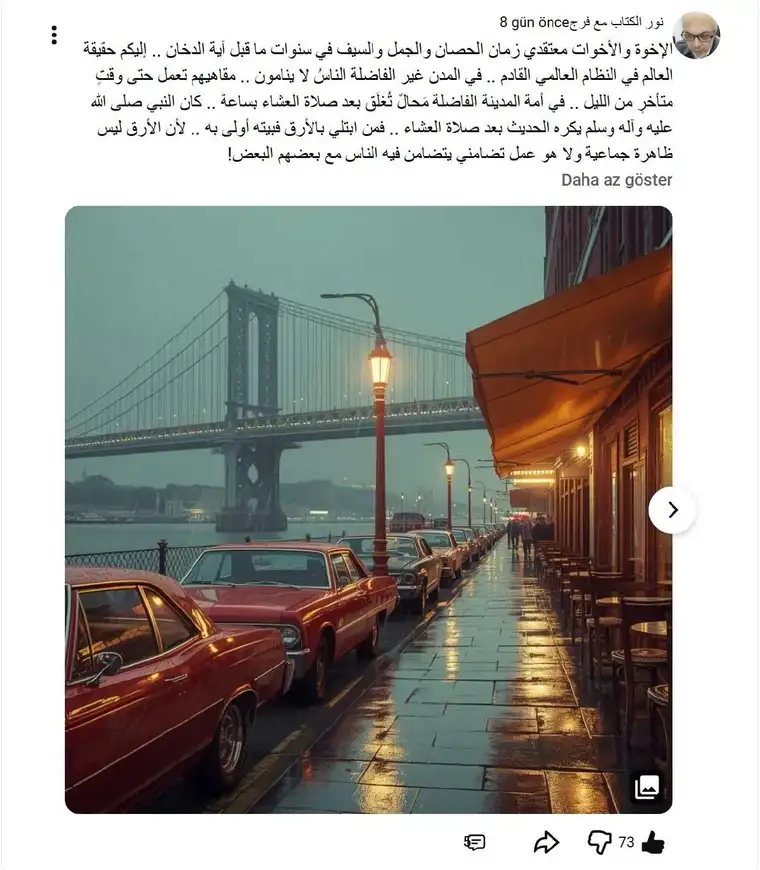 نور الكتاب مع فرج8 gün önce
الإخوة والأخوات معتقدي زمان الحصان والجمل والسيف في سنوات ما قبل آية الدخان .. إليكم حقيقة
العالم في النظام العالمي القادم .. في المدن غير الفاضلة الناسُ لا ينامون .. مقاهيهم تعمل حتى وقتٍ
متأخرٍ من الليل .. في أمة المدينة الفاضلة مَحالٌ تُغلَق بعد صلاة العشاء بساعة .. كان النبي صلى الله
عليه وآله وسلم يكره الحديث بعد صلاة العشاء .. فمن ابتلي بالأرق فبيته أولى به .. لأن الأرق ليس
ظاهرة جماعية ولا هو عمل تضامني يتضامن فيه الناس مع بعضهم البعض!
Daha az göster
73
5